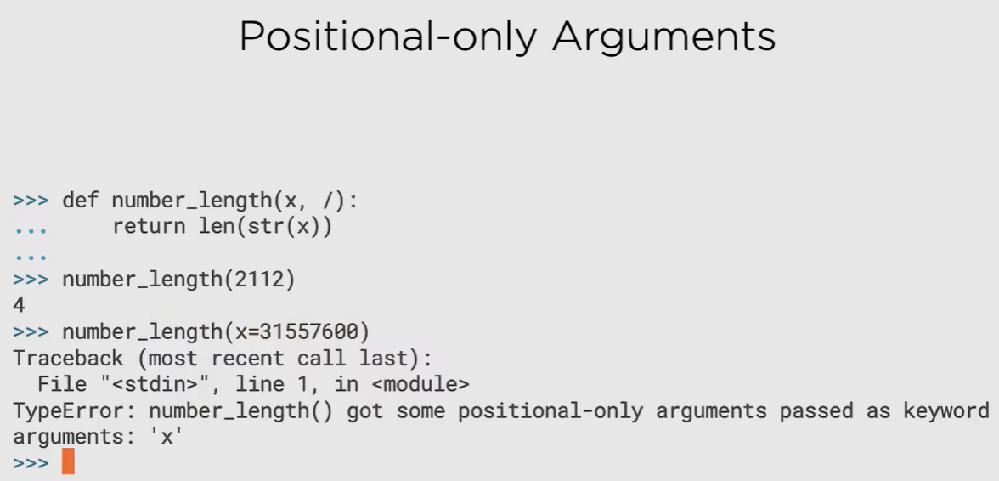 Positional-only Arguments
>>> def number_length(x, /):
...     return len(str(x))
...
>>> number_length(2112)
4
>>> number_length(x=31557600)
Traceback (most recent call last):
  File "<stdin>", line 1, in <module>
TypeError: number_length() got some positional-only arguments passed as keyword
arguments: 'x'
>>>